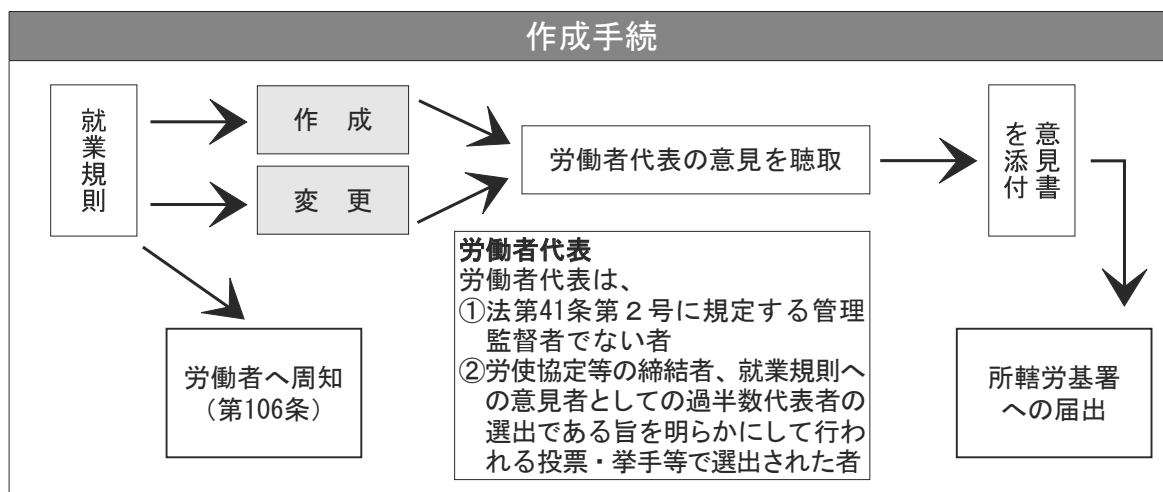 作成手続
就業規則
作　成
変　更
労働者代表の意見を聴取
意見書
を添付
労働者代表
労働者代表は、
①法第41条第２号に規定する管理
監督者でない者
②労使協定等の締結者、就業規則へ
の意見者としての過半数代表者の
選出である旨を明らかにして行わ
れる投票・挙手等で選出された者
労働者へ周知
（第106条）
所轄労基署
への届出